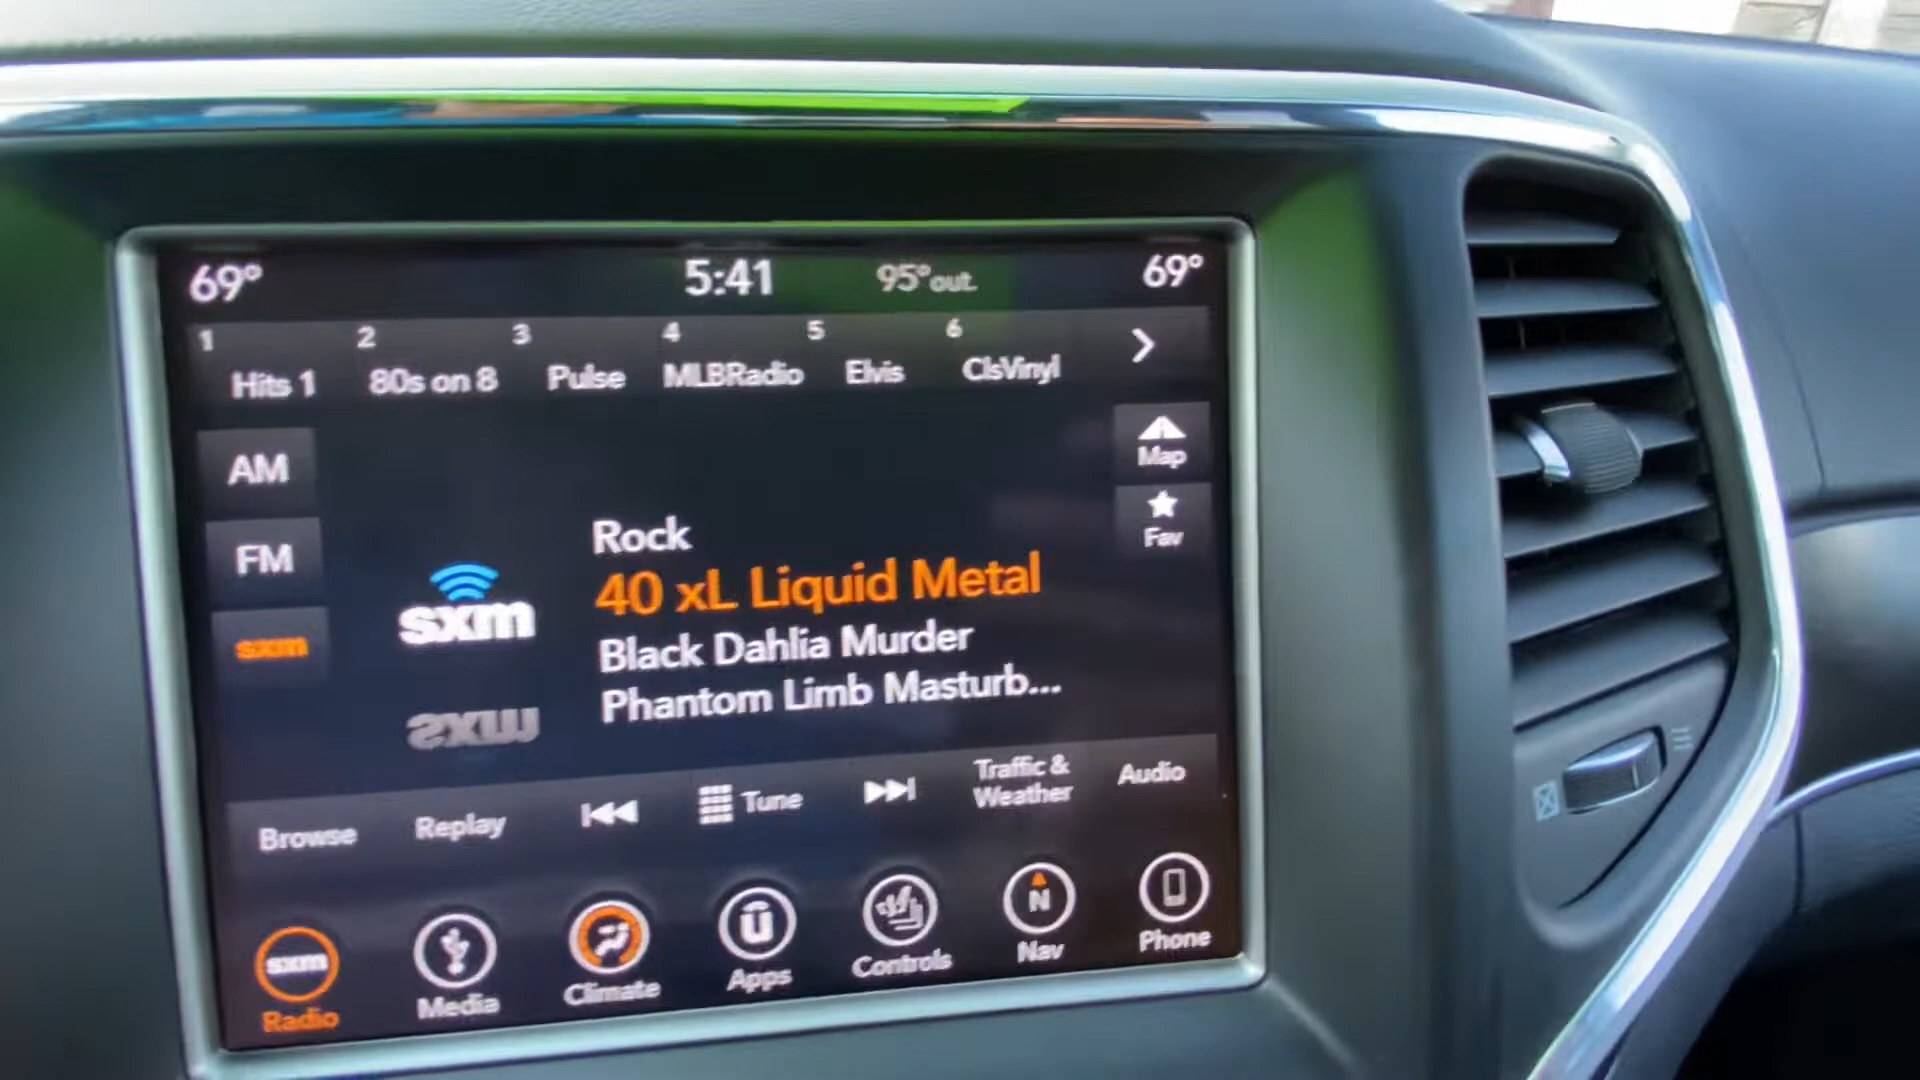 69° 5:41 95°out. 69°
1 2 3 4 5 6
Hits 1 80s on 8 Pulse MLBRadio Elvis ClsVinyl
AM
Map
FM
Fav
sxm
sxm
Rock
40 xL Liquid Metal
Black Dahlia Murder
Phantom Limb Masturb...
Browse Replay Tune Traffic & Weather Audio
sxm N
Radio Media Climate Apps Controls Nav Phone